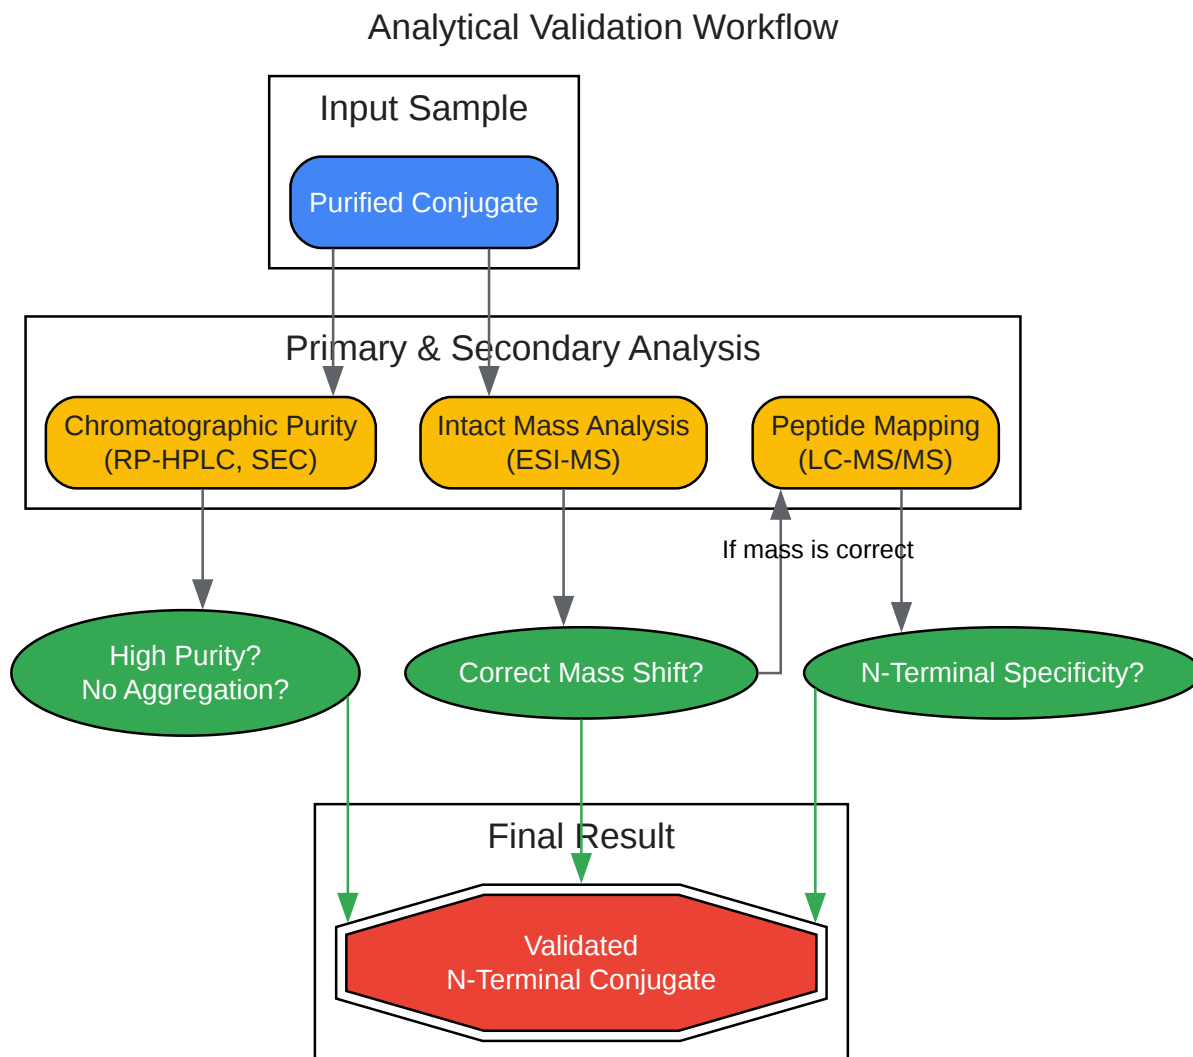 Analytical Validation Workflow
Input Sample
Purified Conjugate
Primary & Secondary Analysis
Chromatographic Purity
(RP-HPLC, SEC)
Intact Mass Analysis
(ESI-MS)
Peptide Mapping
(LC-MS/MS)
If mass is correct
High Purity?
No Aggregation?
Correct Mass Shift?
N-Terminal Specificity?
Final Result
Validated
N-Terminal Conjugate